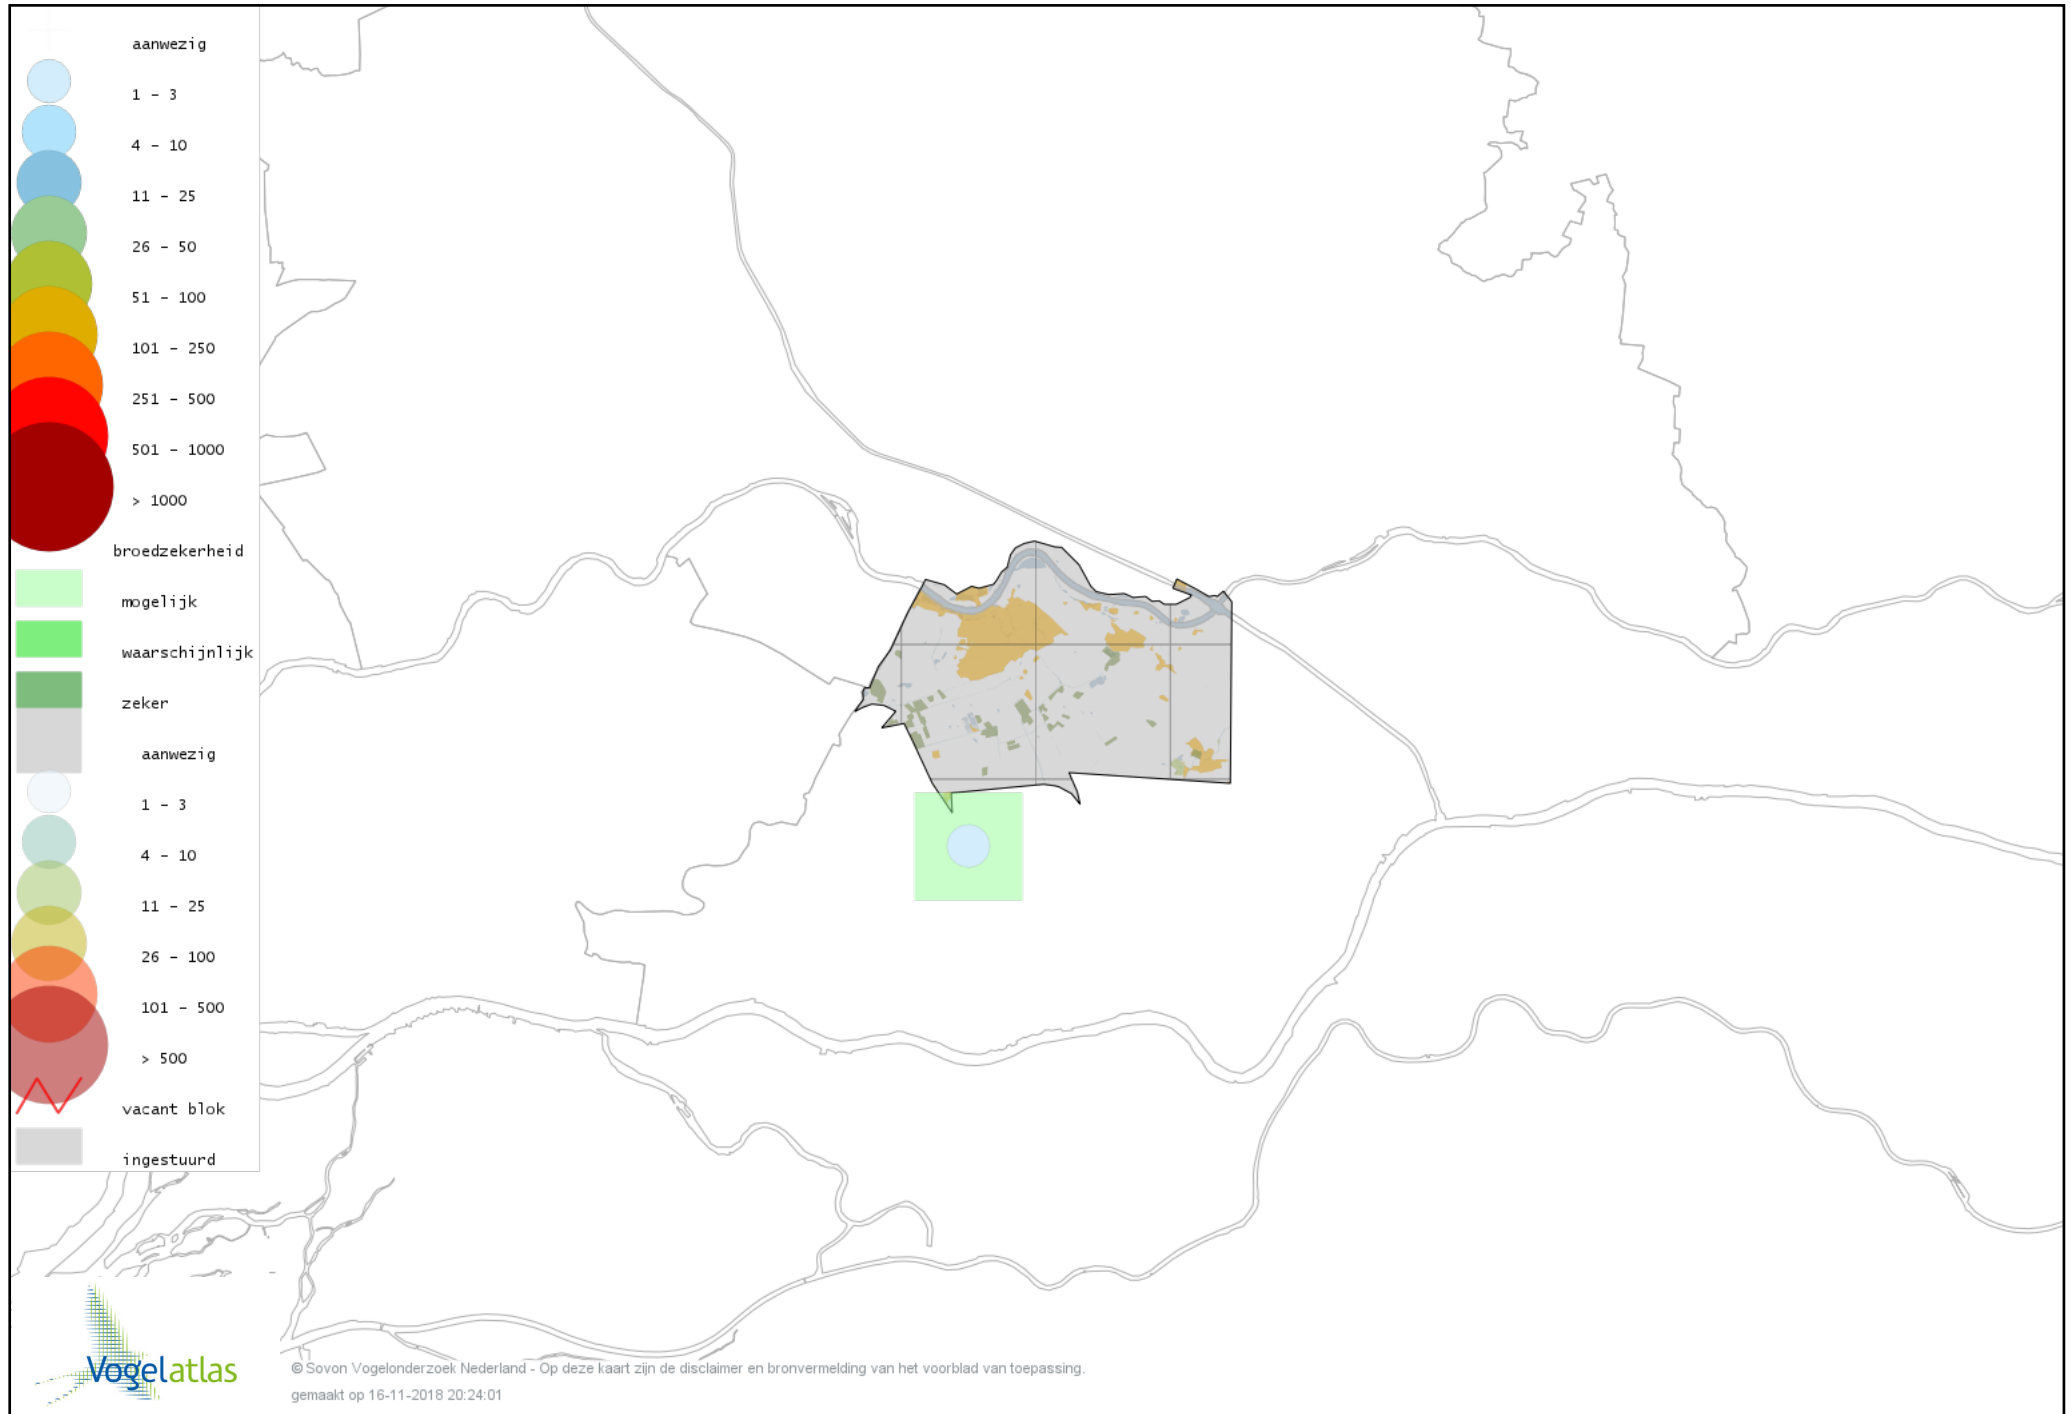 aanwezig
1 - 3
4 - 10
11 - 25
26 - 50
51 - 100
101 - 250
251 - 500
501 - 1000
> 1000
broedzekerheid
mogelijk
waarschijnlijk
zeker
aanwezig
1 - 3
4 - 10
11 - 25
26 - 100
101 - 500
> 500
vacant blok
ingestuurd
Vogelatlas
© Sovon Vogelonderzoek Nederland - Op deze kaart zijn de disclaimer en bronvermelding van het voorblad van toepassing.
gemaakt op 16-11-2018 20:24:01